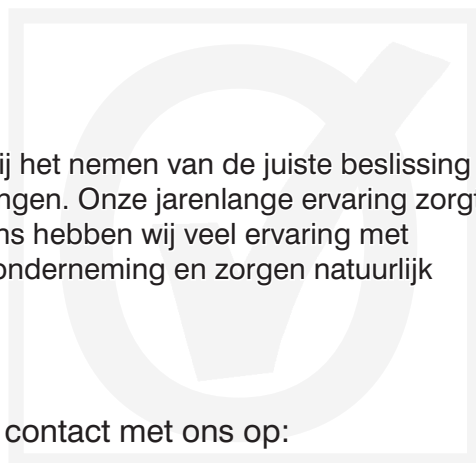 ij het nemen van de juiste beslissing
ngen. Onze jarenlange ervaring zorgt
ns hebben wij veel ervaring met
onderneming en zorgen natuurlijk
contact met ons op: